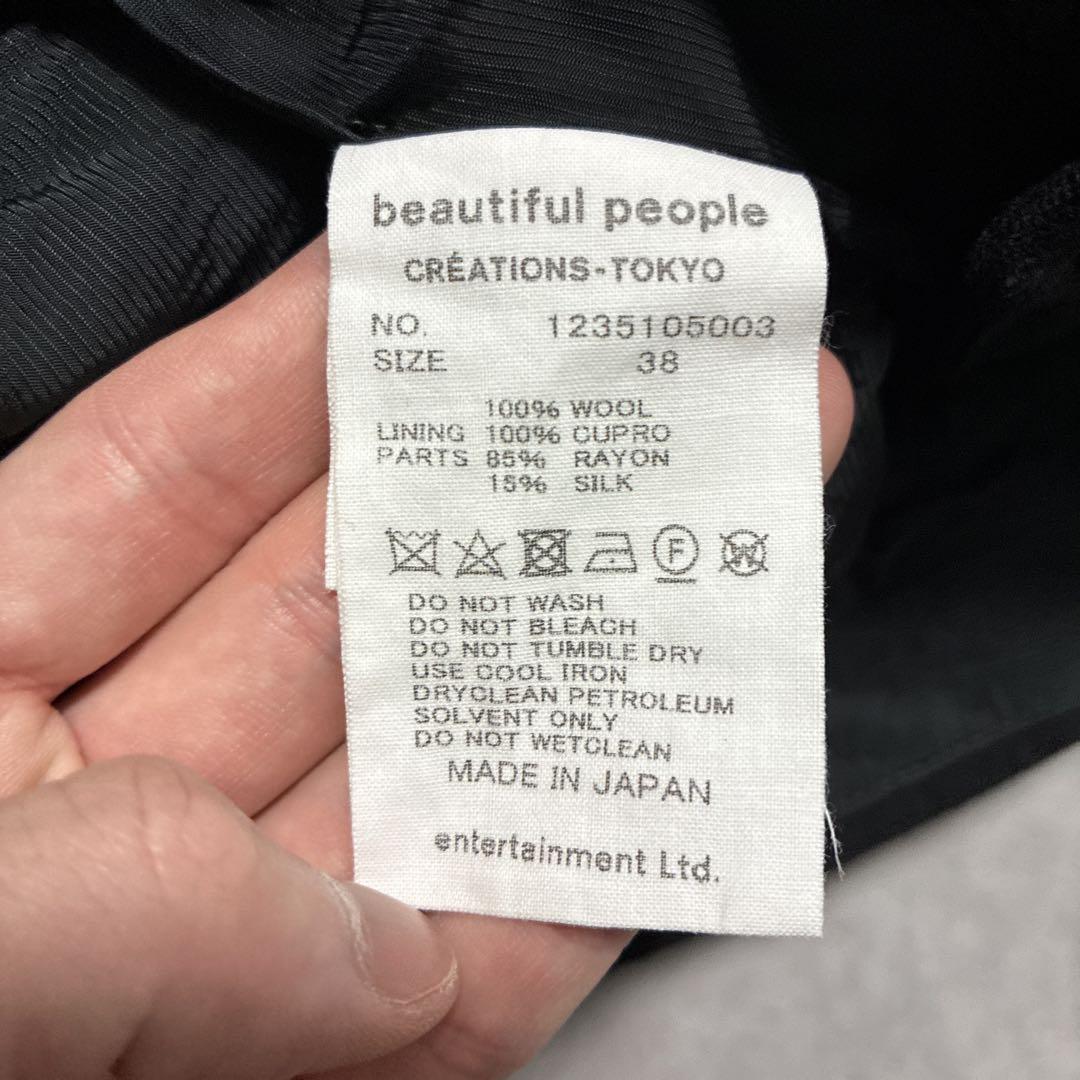 beautiful people
CRÉATIONS-TOKYO
NO. 1235105003
SIZE 38
100% WOOL
LINING 100% CUPRO
PARTS 85% RAYON
15% SILK
F W
DO NOT WASH
DO NOT BLEACH
DO NOT TUMBLE DRY
USE COOL IRON
DRYCLEAN PETROLEUM
SOLVENT ONLY
DO NOT WETCLEAN
MADE IN JAPAN
entertainment Ltd.